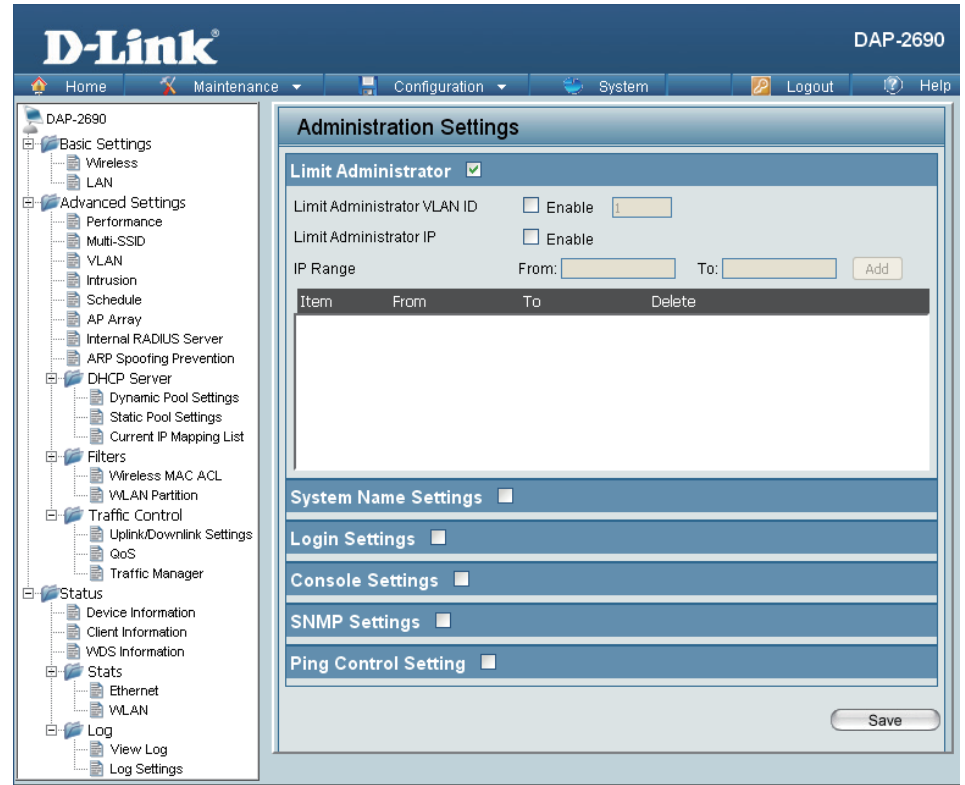 D-Link®
DAP-2690
Home Maintenance Configuration System Logout Help
DAP-2690
Basic Settings
Wireless
LAN
Advanced Settings
Performance
Multi-SSID
VLAN
Intrusion
Schedule
AP Array
Internal RADIUS Server
ARP Spoofing Prevention
DHCP Server
Dynamic Pool Settings
Static Pool Settings
Current IP Mapping List
Filters
Wireless MAC ACL
WLAN Partition
Traffic Control
Uplink/Downlink Settings
QoS
Traffic Manager
Status
Device Information
Client Information
WDS Information
Stats
Ethernet
WLAN
Log
View Log
Log Settings
Administration Settings
Limit Administrator
Limit Administrator VLAN ID Enable 1
Limit Administrator IP Enable
IP Range From: To: Add
Item From To Delete
System Name Settings
Login Settings
Console Settings
SNMP Settings
Ping Control Setting
Save